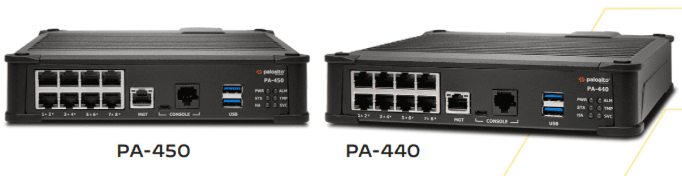 paloalto
PA-450
PWR ALM
STS TMP
HA SVC
1 2 3 4 5 6 7 8 MGT CONSOLE USB
PA-450
paloalto
PA-440
PWR ALM
STS TMP
HA SVC
1 2 3 4 5 6 7 8 MGT CONSOLE USB
PA-440